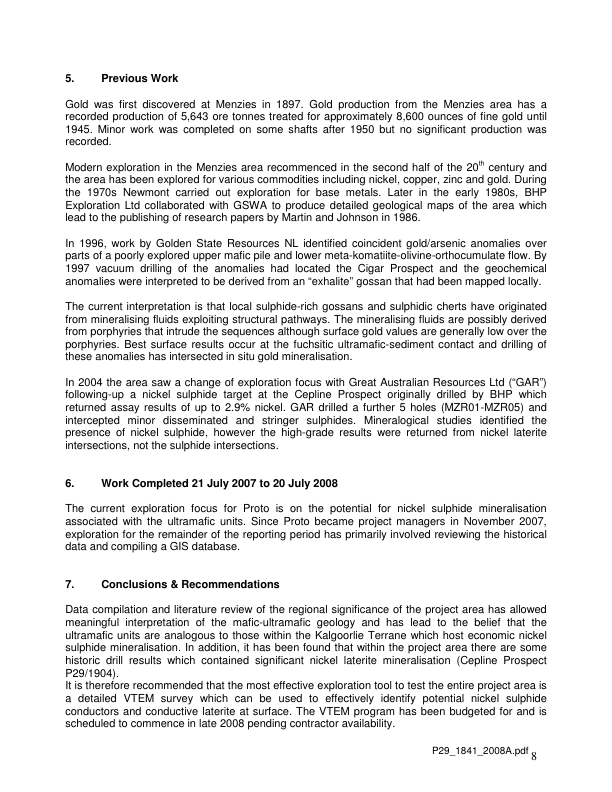 5. Previous Work
Gold was first discovered at Menzies in 1897. Gold production from the Menzies area has a
recorded production of 5,643 ore tonnes treated for approximately 8,600 ounces of fine gold until
1945. Minor work was completed on some shafts after 1950 but no significant production was
recorded.
Modern exploration in the Menzies area recommenced in the second half of the 20th century and
the area has been explored for various commodities including nickel, copper, zinc and gold. During
the 1970s Newmont carried out exploration for base metals. Later in the early 1980s, BHP
Exploration Ltd collaborated with GSWA to produce detailed geological maps of the area which
lead to the publishing of research papers by Martin and Johnson in 1986.
In 1996, work by Golden State Resources NL identified coincident gold/arsenic anomalies over
parts of a poorly explored upper mafic pile and lower meta-komatiite-olivine-orthocumulate flow. By
1997 vacuum drilling of the anomalies had located the Cigar Prospect and the geochemical
anomalies were interpreted to be derived from an “exhalite” gossan that had been mapped locally.
The current interpretation is that local sulphide-rich gossans and sulphidic cherts have originated
from mineralising fluids exploiting structural pathways. The mineralising fluids are possibly derived
from porphyries that intrude the sequences although surface gold values are generally low over the
porphyries. Best surface results occur at the fuchsitic ultramafic-sediment contact and drilling of
these anomalies has intersected in situ gold mineralisation.
In 2004 the area saw a change of exploration focus with Great Australian Resources Ltd (“GAR”)
following-up a nickel sulphide target at the Cepline Prospect originally drilled by BHP which
returned assay results of up to 2.9% nickel. GAR drilled a further 5 holes (MZR01-MZR05) and
intercepted minor disseminated and stringer sulphides. Mineralogical studies identified the
presence of nickel sulphide, however the high-grade results were returned from nickel laterite
intersections, not the sulphide intersections.
6. Work Completed 21 July 2007 to 20 July 2008
The current exploration focus for Proto is on the potential for nickel sulphide mineralisation
associated with the ultramafic units. Since Proto became project managers in November 2007,
exploration for the remainder of the reporting period has primarily involved reviewing the historical
data and compiling a GIS database.
7. Conclusions & Recommendations
Data compilation and literature review of the regional significance of the project area has allowed
meaningful interpretation of the mafic-ultramafic geology and has lead to the belief that the
ultramafic units are analogous to those within the Kalgoorlie Terrane which host economic nickel
sulphide mineralisation. In addition, it has been found that within the project area there are some
historic drill results which contained significant nickel laterite mineralisation (Cepline Prospect
P29/1904).
It is therefore recommended that the most effective exploration tool to test the entire project area is
a detailed VTEM survey which can be used to effectively identify potential nickel sulphide
conductors and conductive laterite at surface. The VTEM program has been budgeted for and is
scheduled to commence in late 2008 pending contractor availability.
P29_1841_2008A.pdf 8